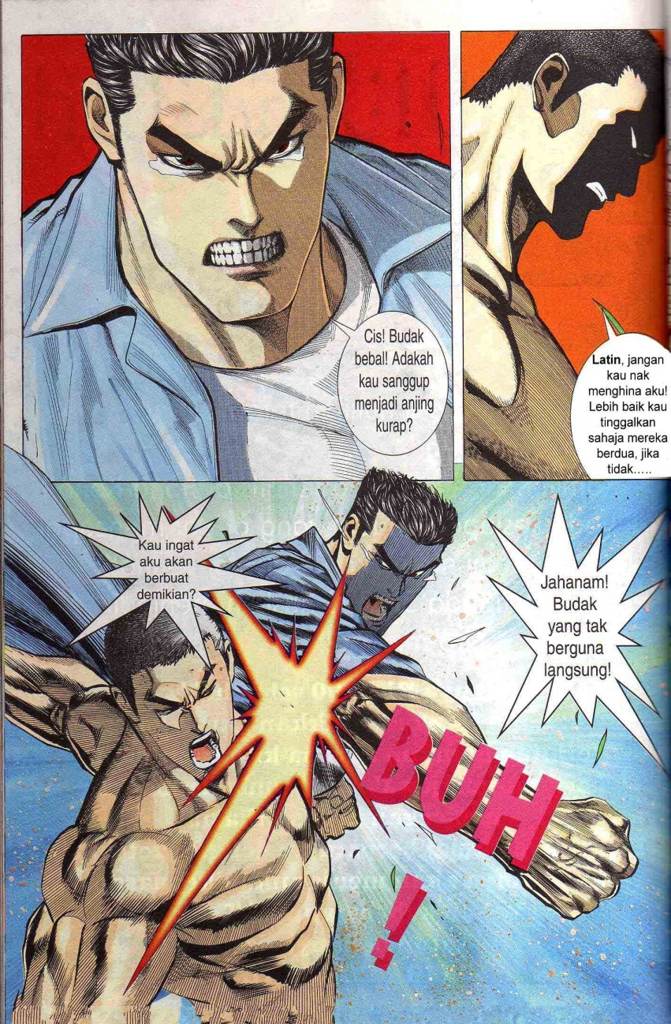 Cis! Budak
bebal! Adakah
kau sanggup
menjadi anjing
kurap?
Latin, jangan
kau nak
menghina aku!
Lebih baik kau
tinggalkan
sahaja mereka
berdua, jika
tidak.....
Kau ingat
aku akan
berbuat
demikian?
Jahanam!
Budak
yang tak
berguna
langsung!
BUH
!